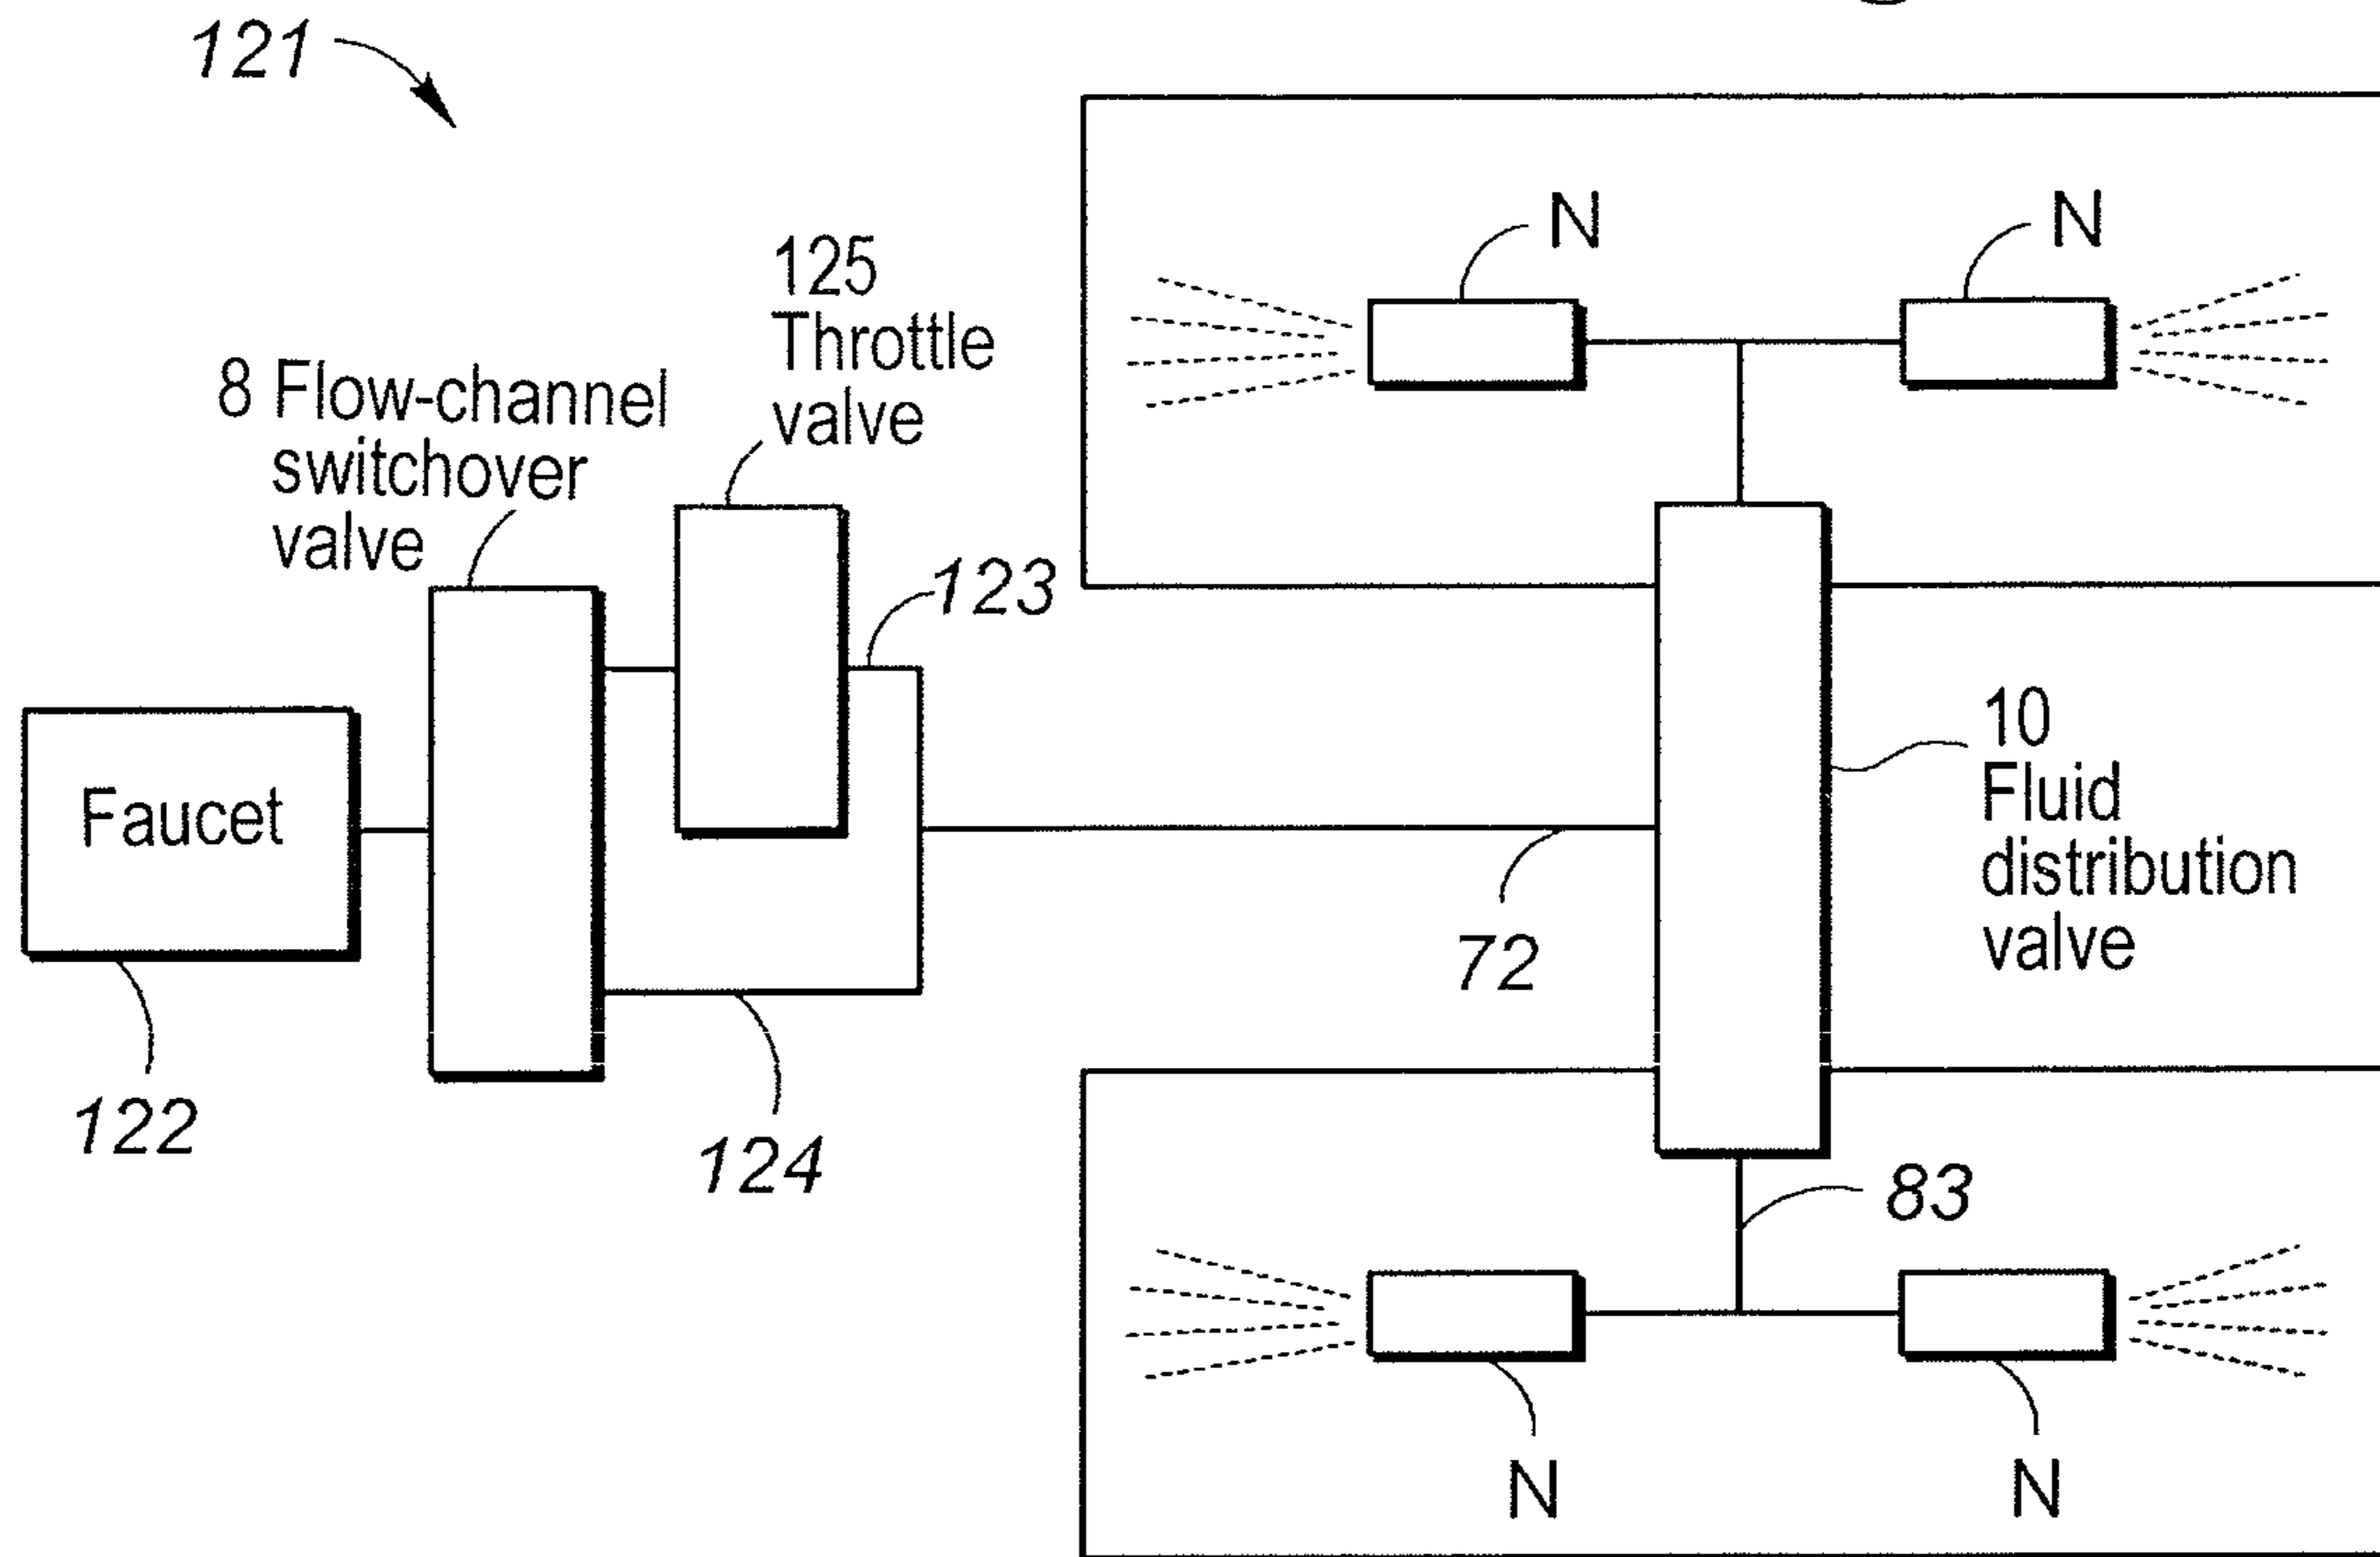 121
N
N
125
Throttle
valve
8 Flow-channel
switchover
valve
123
10
Fluid
distribution
valve
Faucet
72
122
124
83
N
N